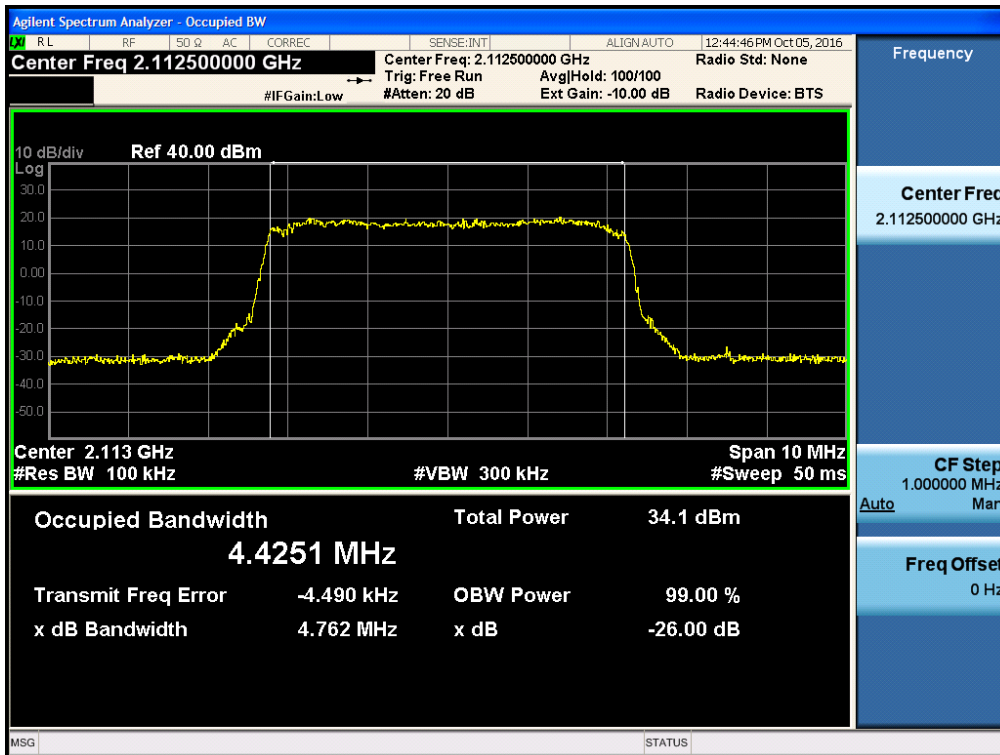 Agilent Spectrum Analyzer - Occupied BW
LXI RL RF 50 Ω AC CORREC SENSE:INT ALIGN AUTO 12:44:46 PM Oct 05, 2016
Center Freq 2.112500000 GHz
Center Freq: 2.112500000 GHz Radio Std: None
Trig: Free Run Avg|Hold: 100/100
#IFGain:Low #Atten: 20 dB Ext Gain: -10.00 dB Radio Device: BTS
10 dB/div Ref 40.00 dBm
Log
30.0
20.0
10.0
0.00
-10.0
-20.0
-30.0
-40.0
-50.0
Center 2.113 GHz Span 10 MHz
#Res BW 100 kHz #VBW 300 kHz #Sweep 50 ms
Occupied Bandwidth Total Power 34.1 dBm
4.4251 MHz
Transmit Freq Error -4.490 kHz OBW Power 99.00 %
x dB Bandwidth 4.762 MHz x dB -26.00 dB
MSG STATUS
Frequency
Center Freq
2.112500000 GHz
CF Step
1.000000 MHz
Auto Man
Freq Offset
0 Hz